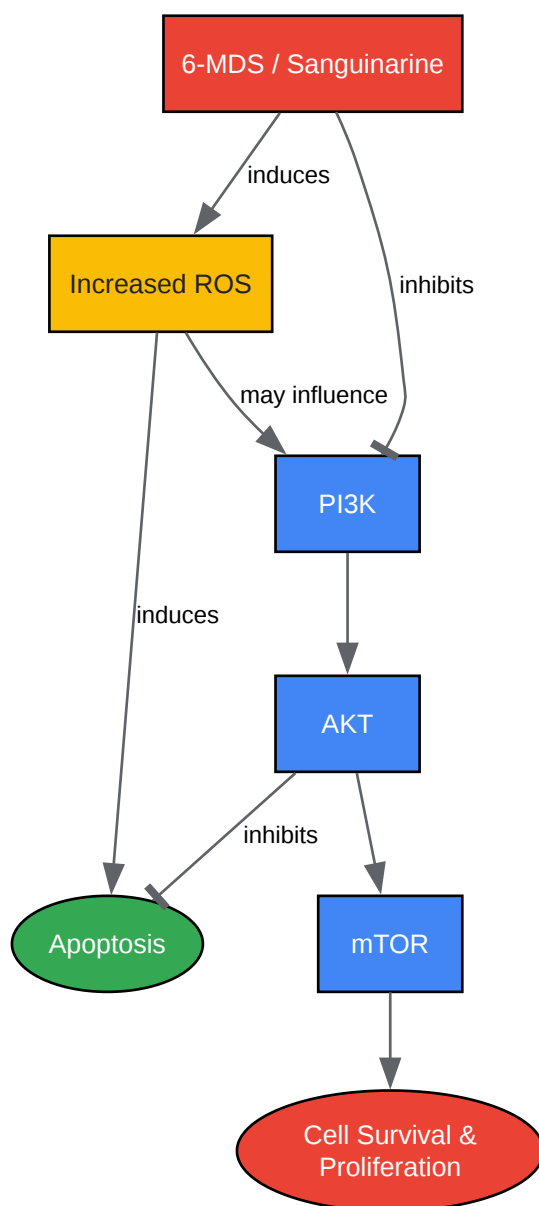 6-MDS / Sanguinarine
induces
Increased ROS
inhibits
may influence
PI3K
induces
AKT
inhibits
Apoptosis
mTOR
Cell Survival &
Proliferation